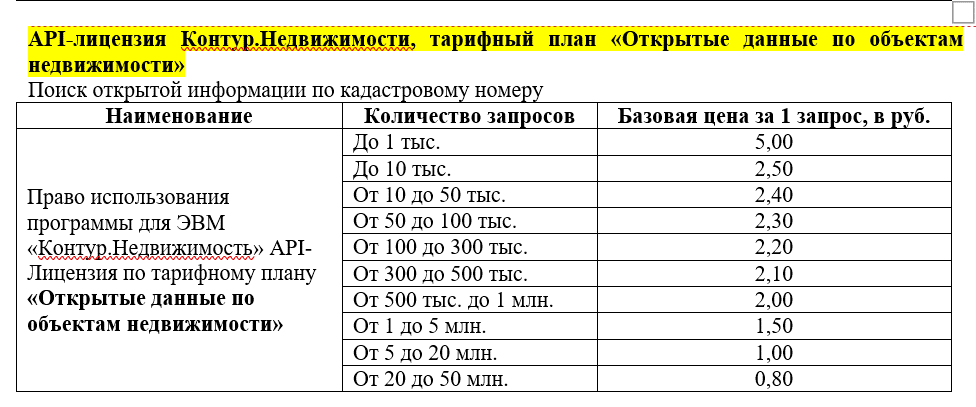 API-лицензия Контур.Недвижимости, тарифный план «Открытые данные по объектам
недвижимости»
Поиск открытой информации по кадастровому номеру
Наименование Количество запросов Базовая цена за 1 запрос, в руб.
Право использования
программы для ЭВМ
«Контур.Недвижимость» API-
Лицензия по тарифному плану
«Открытые данные по
объектам недвижимости»
До 1 тыс. 5,00
До 10 тыс. 2,50
От 10 до 50 тыс. 2,40
От 50 до 100 тыс. 2,30
От 100 до 300 тыс. 2,20
От 300 до 500 тыс. 2,10
От 500 тыс. до 1 млн. 2,00
От 1 до 5 млн. 1,50
От 5 до 20 млн. 1,00
От 20 до 50 млн. 0,80